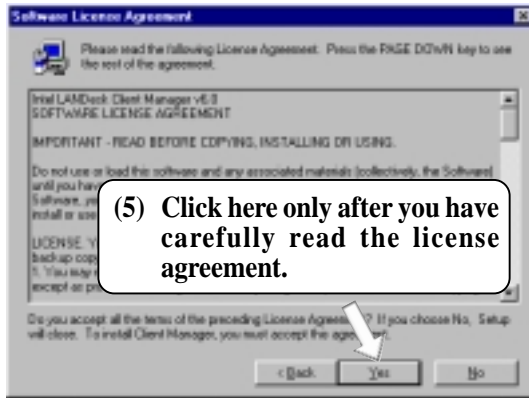 Software License Agreement
Please read the following License Agreement. Press the PAGE DOWN key to see
the rest of the agreement.
Intel LANDesk Client Manager v6.0
SOFTWARE LICENSE AGREEMENT
IMPORTANT - READ BEFORE COPYING, INSTALLING OR USING.
Do not use or load this software and any associated materials (collectively, the Software)
until you have
Software, yo
install or use
LICENSE. Y
backup copy
1. You may
except as pr
(5) Click here only after you have
carefully read the license
agreement.
Do you accept all the terms of the preceding License Agreement? If you choose No, Setup
will close. To install Client Manager, you must accept this agreement.
< Back
Yes
No